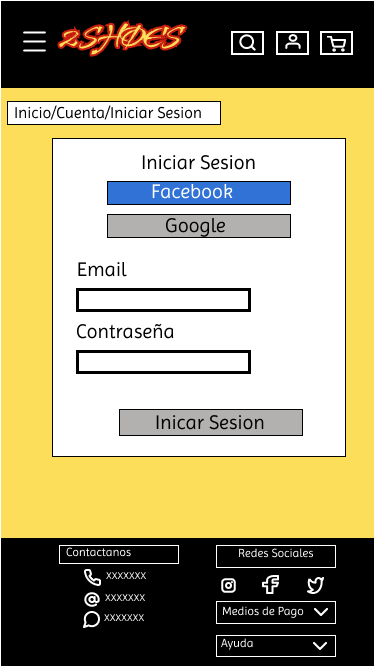 2SHOES
Inicio/Cuenta/Iniciar Sesion
Iniciar Sesion
Facebook
Google
Email
Contraseña
Inicar Sesion
Contactanos
xxxxxxx
xxxxxxx
xxxxxxx
Redes Sociales
Medios de Pago
Ayuda